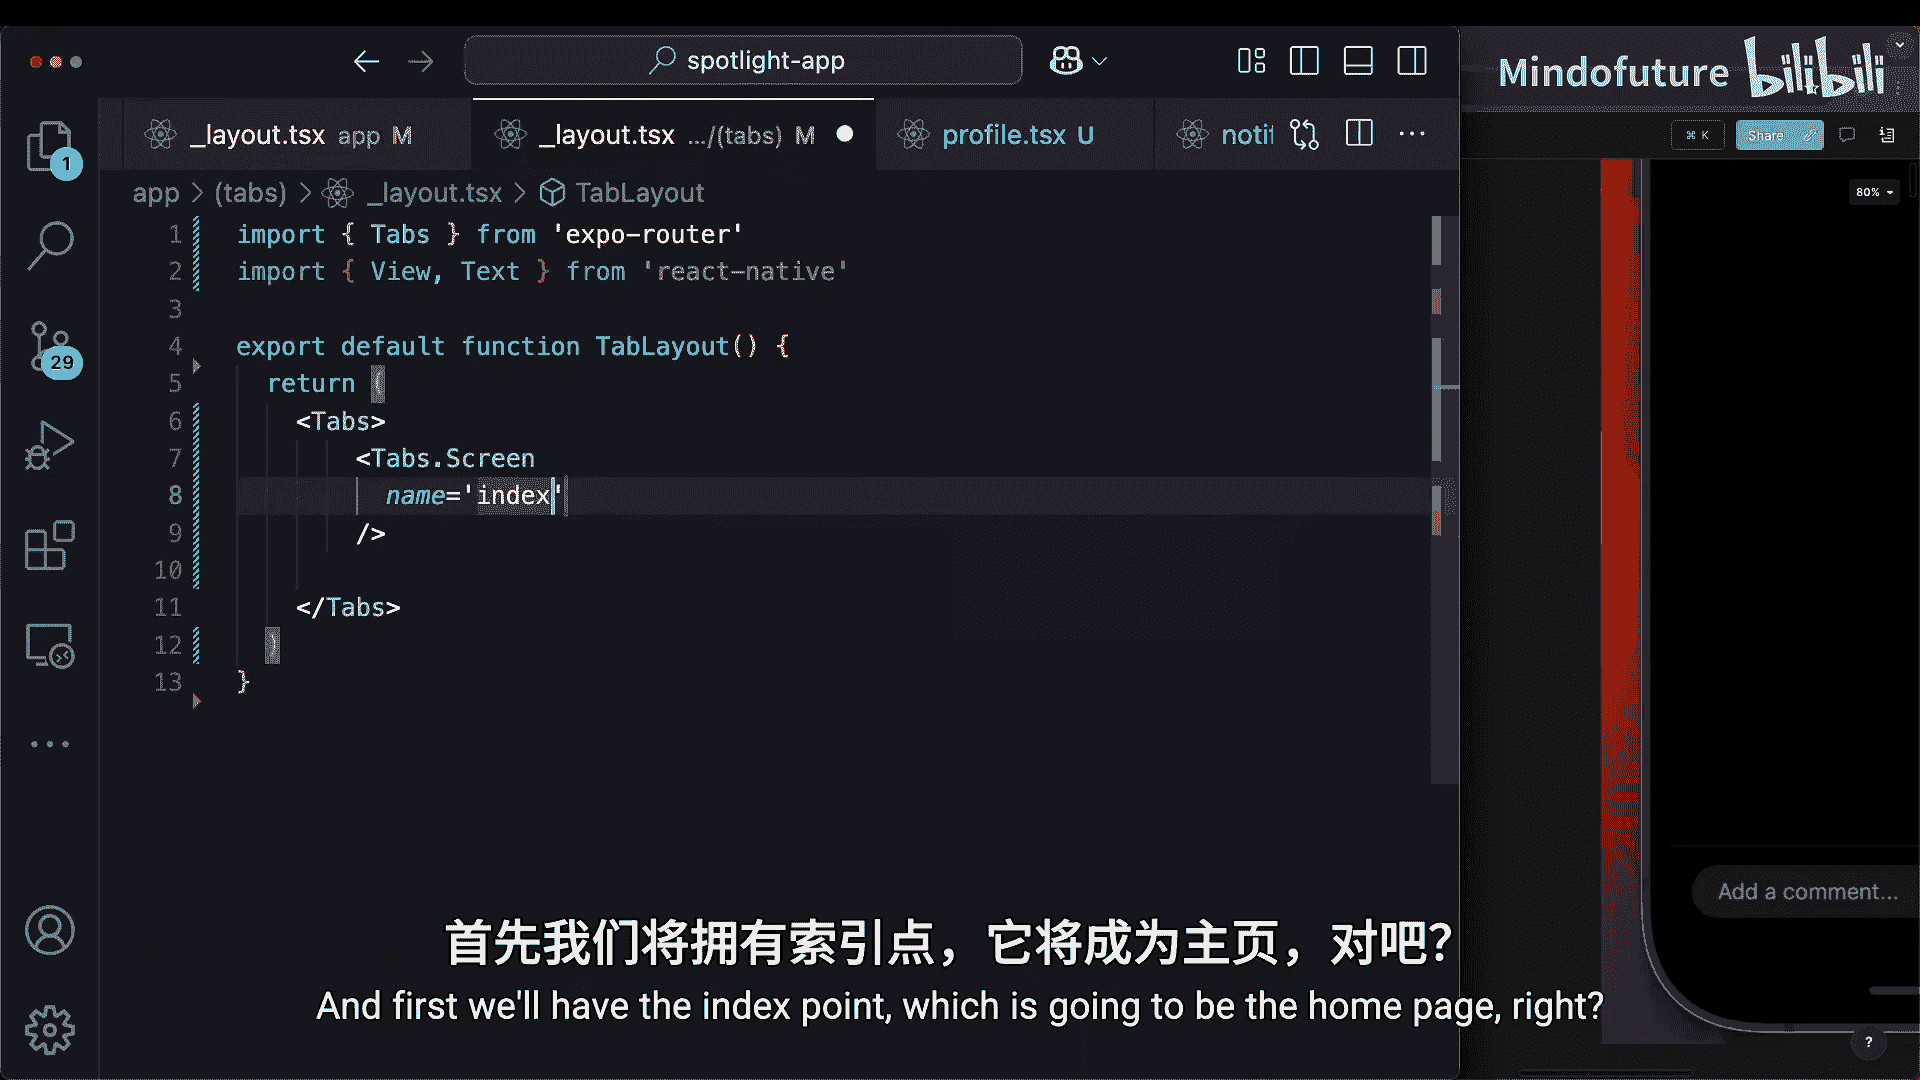 spotlight-app
Mindofuture bilibili
_layout.tsx app M
_layout.tsx .../(tabs) M
profile.tsx U
notif
⌘ K
Share
1
app > (tabs) > _layout.tsx > TabLayout
80%
1 import { Tabs } from 'expo-router'
2 import { View, Text } from 'react-native'
3
4 export default function TabLayout() {
5 return (
6 <Tabs>
7 <Tabs.Screen
8 name='index'
9 />
10
11 </Tabs>
12 )
13 }
29
Add a comment...
首先我们将拥有索引点，它将成为主页，对吧？
And first we'll have the index point, which is going to be the home page, right?
?